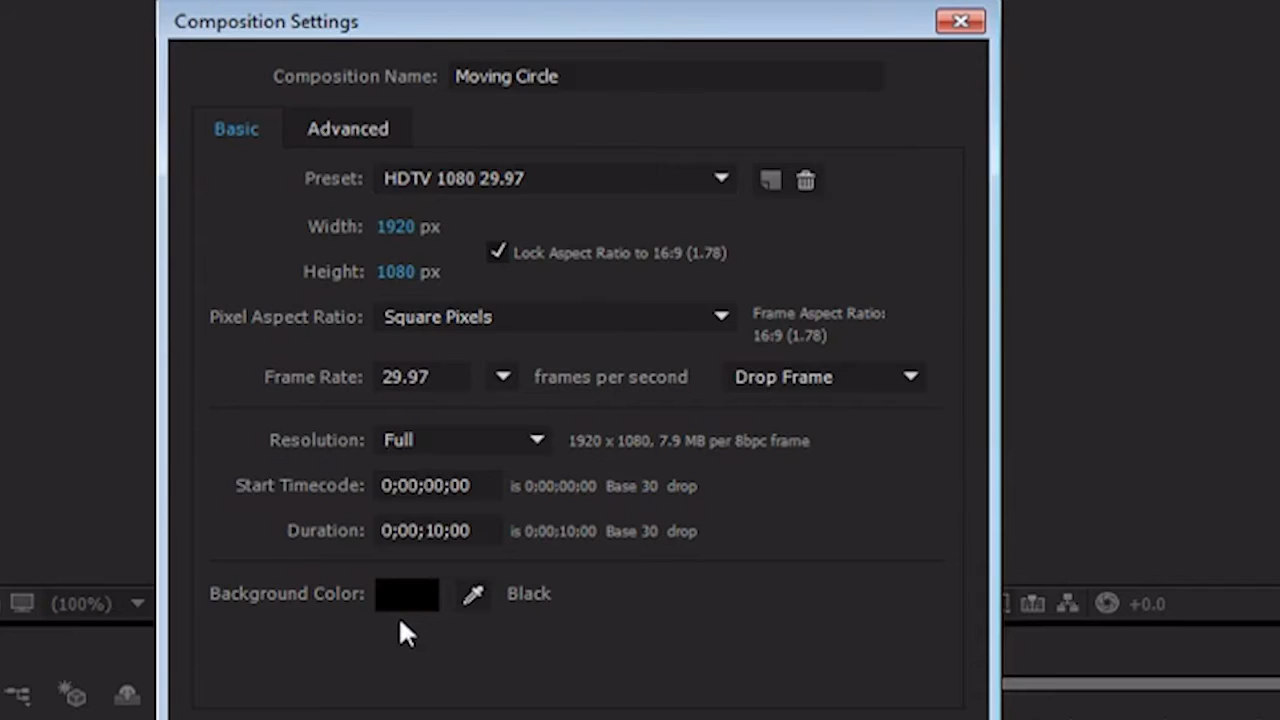 Composition Settings
Composition Name: Moving Circle
Basic Advanced
Preset: HDTV 1080 29.97
Width: 1920 px
Lock Aspect Ratio to 16:9 (1.78)
Height: 1080 px
Pixel Aspect Ratio: Square Pixels
Frame Aspect Ratio:
16:9 (1.78)
Frame Rate: 29.97 frames per second Drop Frame
Resolution: Full 1920 x 1080, 7.9 MB per 8bpc frame
Start Timecode: 0;00;00;00 is 0;00;00;00 Base 30 drop
Duration: 0;00;10;00 is 0;00;10;00 Base 30 drop
Background Color: Black
(100%) +0.0